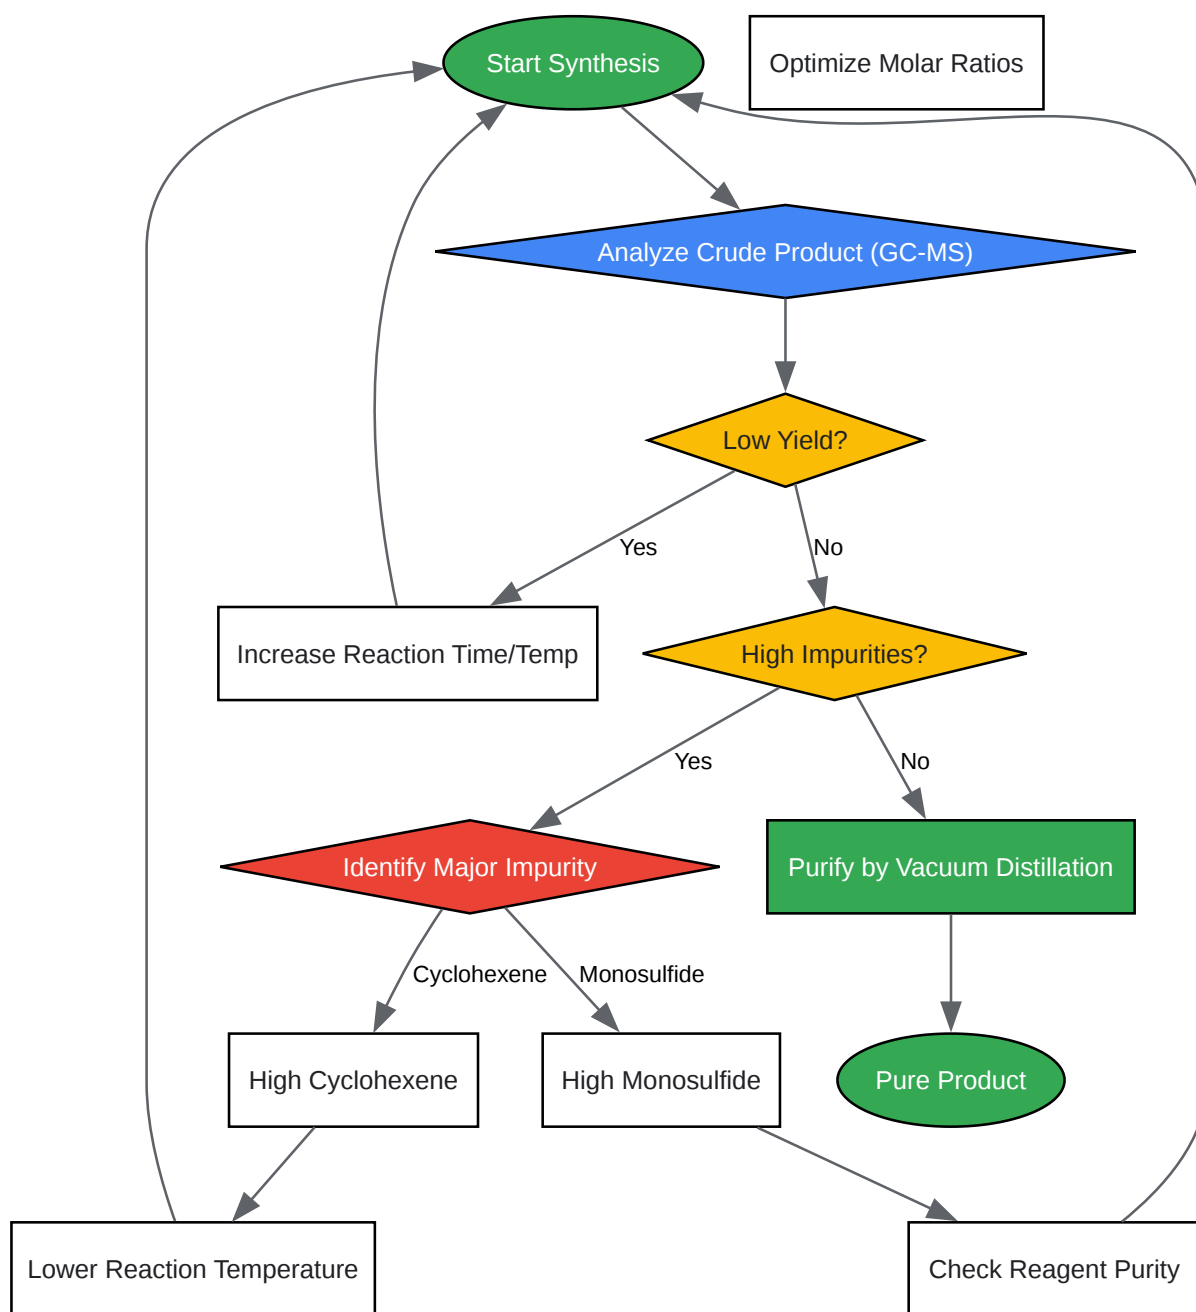 Start Synthesis
Optimize Molar Ratios
Analyze Crude Product (GC-MS)
Low Yield?
Yes
No
Increase Reaction Time/Temp
High Impurities?
Yes
No
Identify Major Impurity
Purify by Vacuum Distillation
Cyclohexene
Monosulfide
High Cyclohexene
High Monosulfide
Pure Product
Lower Reaction Temperature
Check Reagent Purity